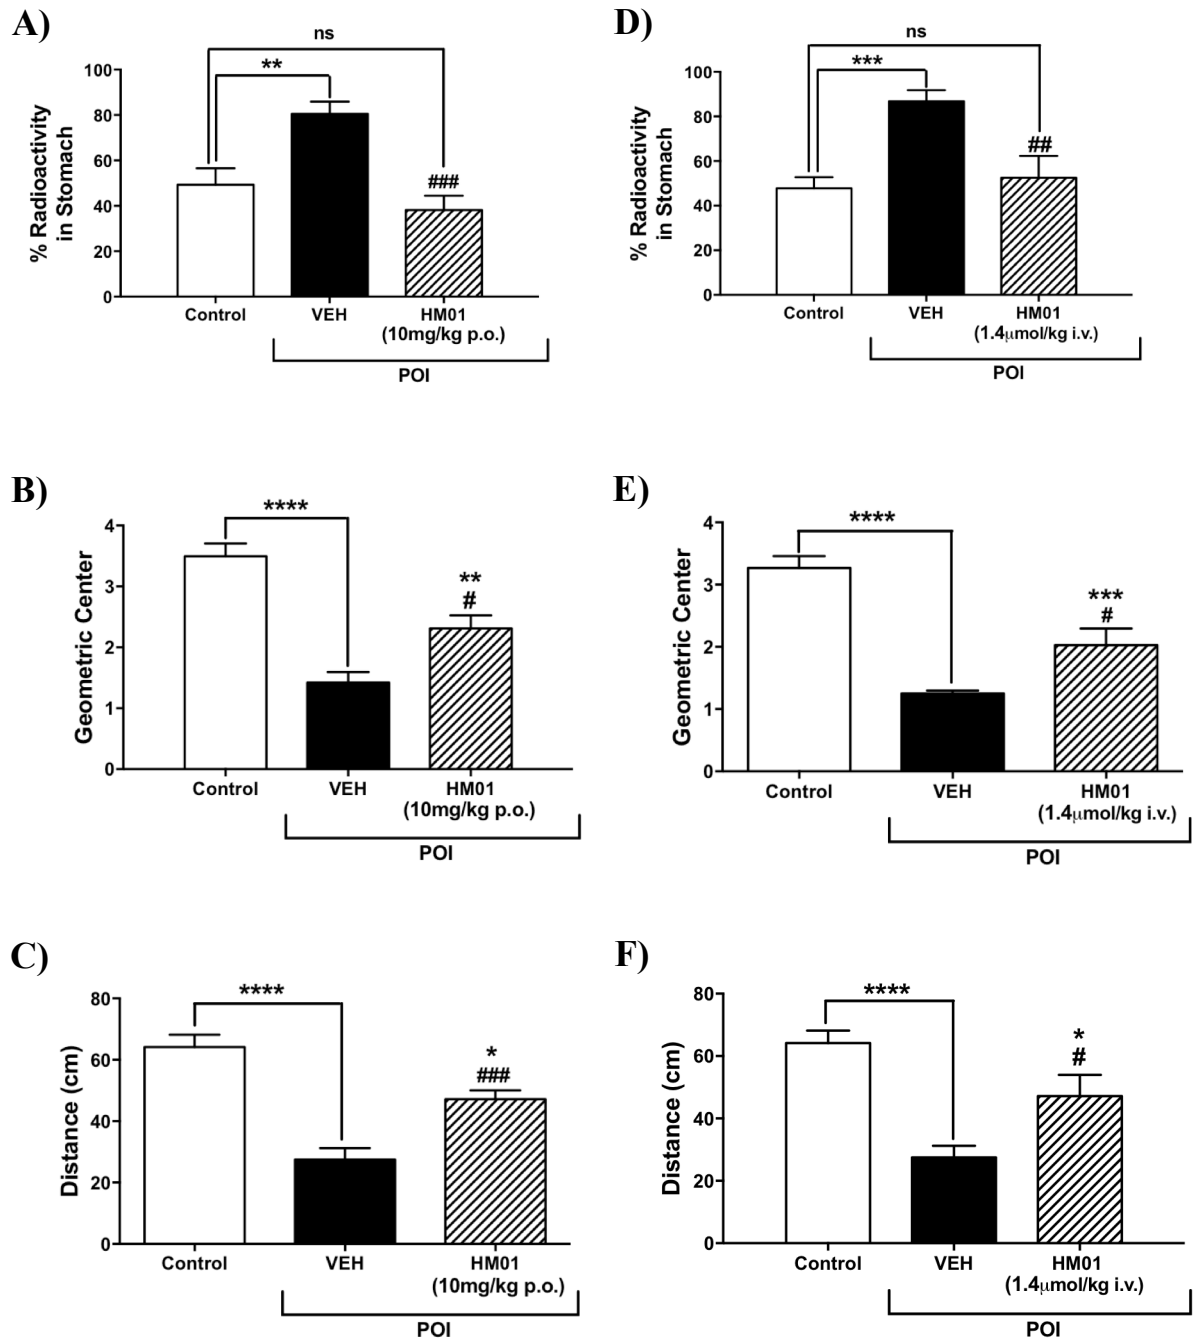 A)
ns
**
###
100
80
60
40
20
0
% Radioactivity
in Stomach
Control
VEH
HM01
(10mg/kg p.o.)
POI
D)
ns
***
##
100
80
60
40
20
0
% Radioactivity
in Stomach
Control
VEH
HM01
(1.4μmol/kg i.v.)
POI
B)
****
**
#
4
3
2
1
0
Geometric Center
Control
VEH
HM01
(10mg/kg p.o.)
POI
E)
****
***
#
4
3
2
1
0
Geometric Center
Control
VEH
HM01
(1.4μmol/kg i.v.)
POI
C)
****
*
###
80
60
40
20
0
Distance (cm)
Control
VEH
HM01
(10mg/kg p.o.)
POI
F)
****
*
#
80
60
40
20
0
Distance (cm)
Control
VEH
HM01
(1.4μmol/kg i.v.)
POI